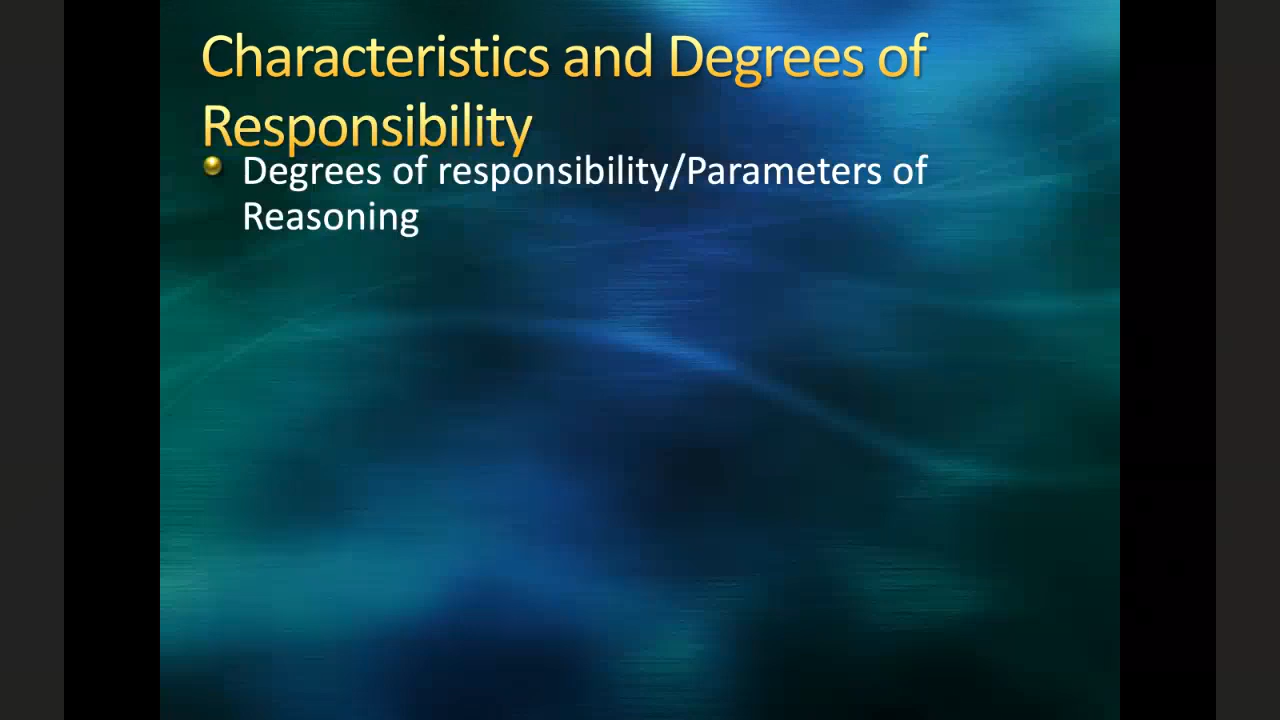 Characteristics and Degrees of
Responsibility
Degrees of responsibility/Parameters of
Reasoning